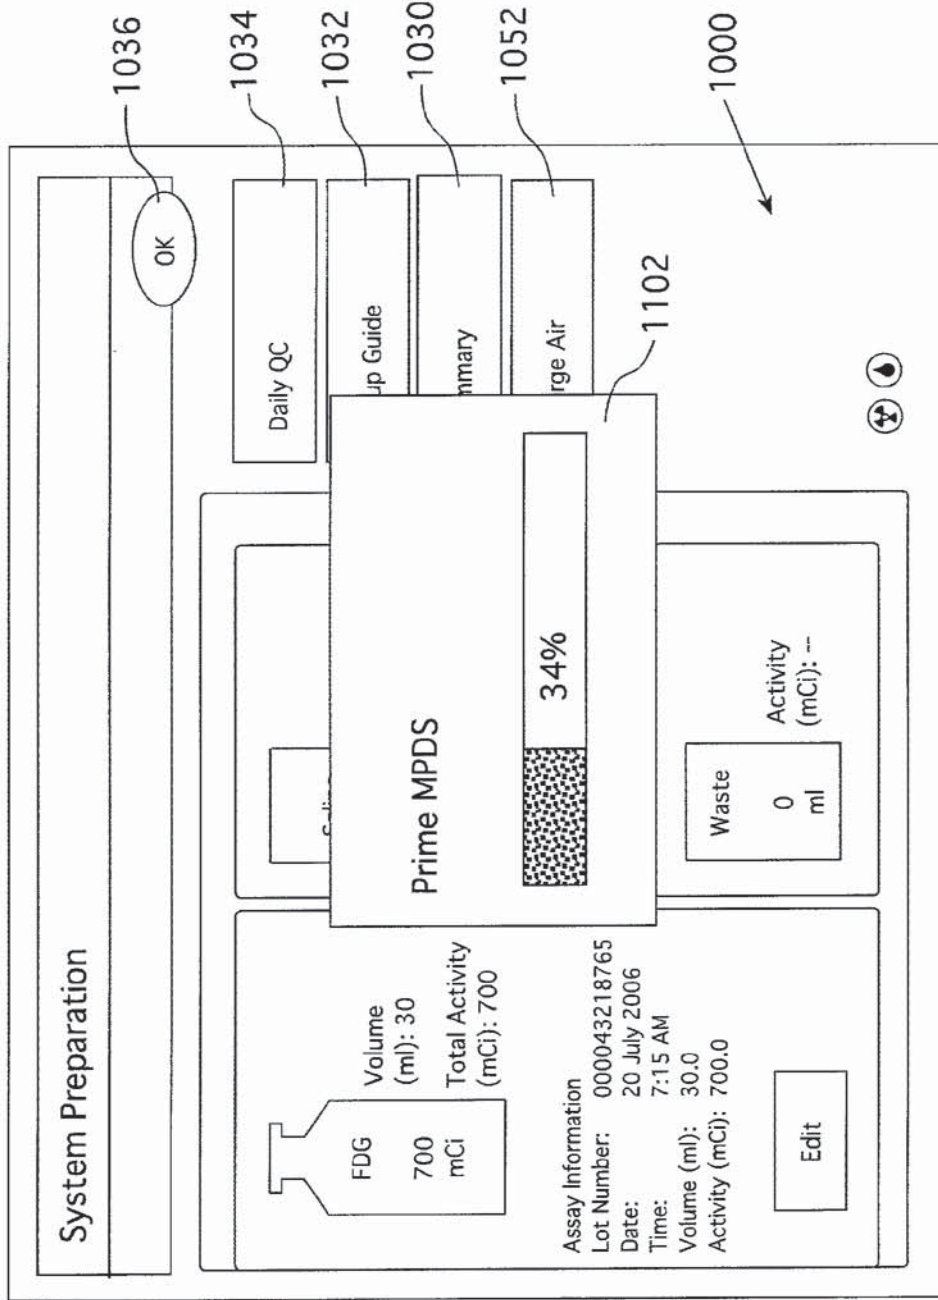 System Preparation
OK
1036
Daily QC
1034
up Guide
1032
mmary
1030
rge Air
1052
1000
FDG
700
mCi
Volume
(ml): 30
Total Activity
(mCi): 700
Assay Information
Lot Number: 000043218765
Date: 20 July 2006
Time: 7:15 AM
Volume (ml): 30.0
Activity (mCi): 700.0
Edit
Prime MPDS
34%
1102
Waste
0
ml
Activity
(mCi): --